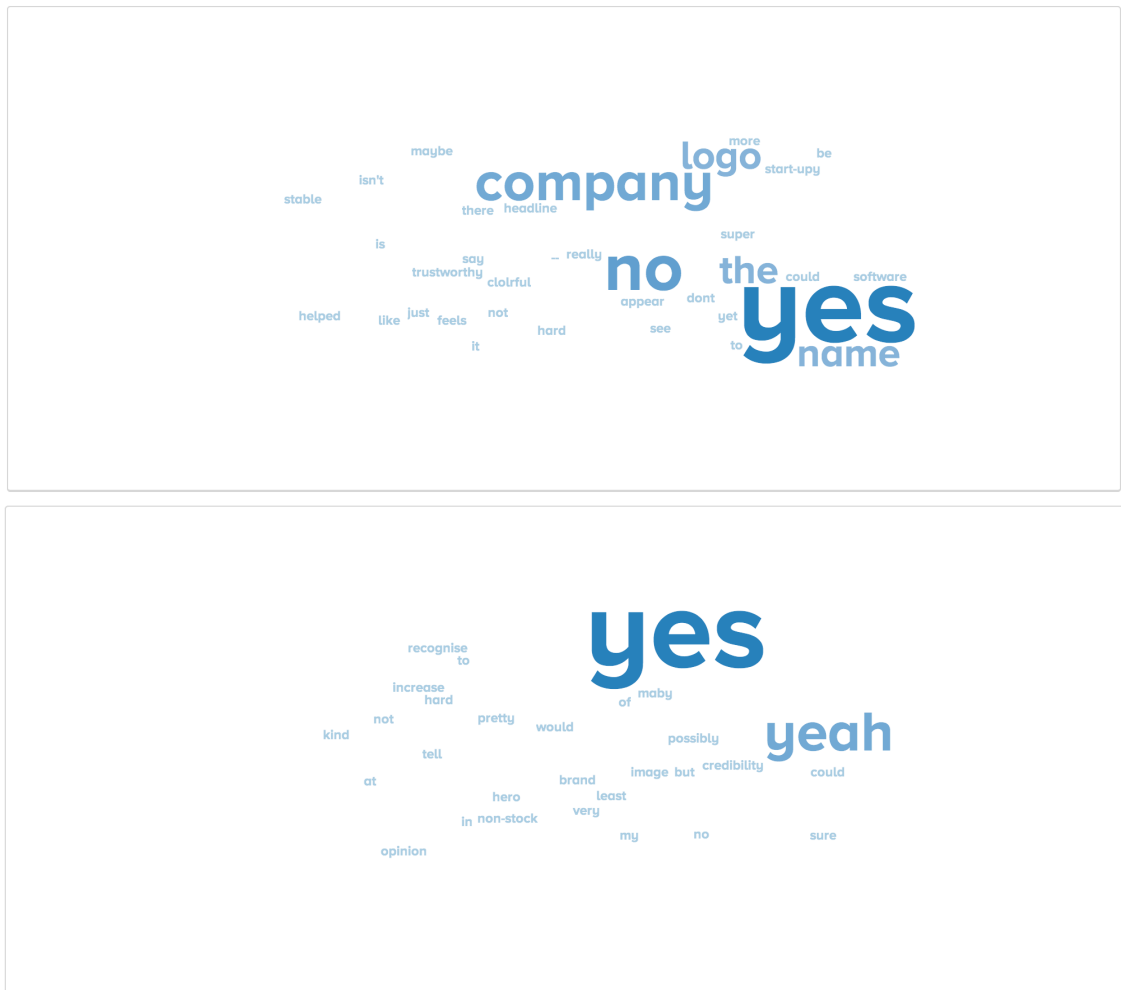 more
maybe logo be
start-upy
isn't company
stable
there headline
super
is
say -- really
trustworthy no the
clolrful could software
appear dont yes
helped like just feels not yet
hard see
it to name
yes
recognise
to
increase
hard
maby
of
not pretty
kind would yeah
possibly
tell
image but credibility could
at brand
hero least
in non-stock very
my no sure
opinion